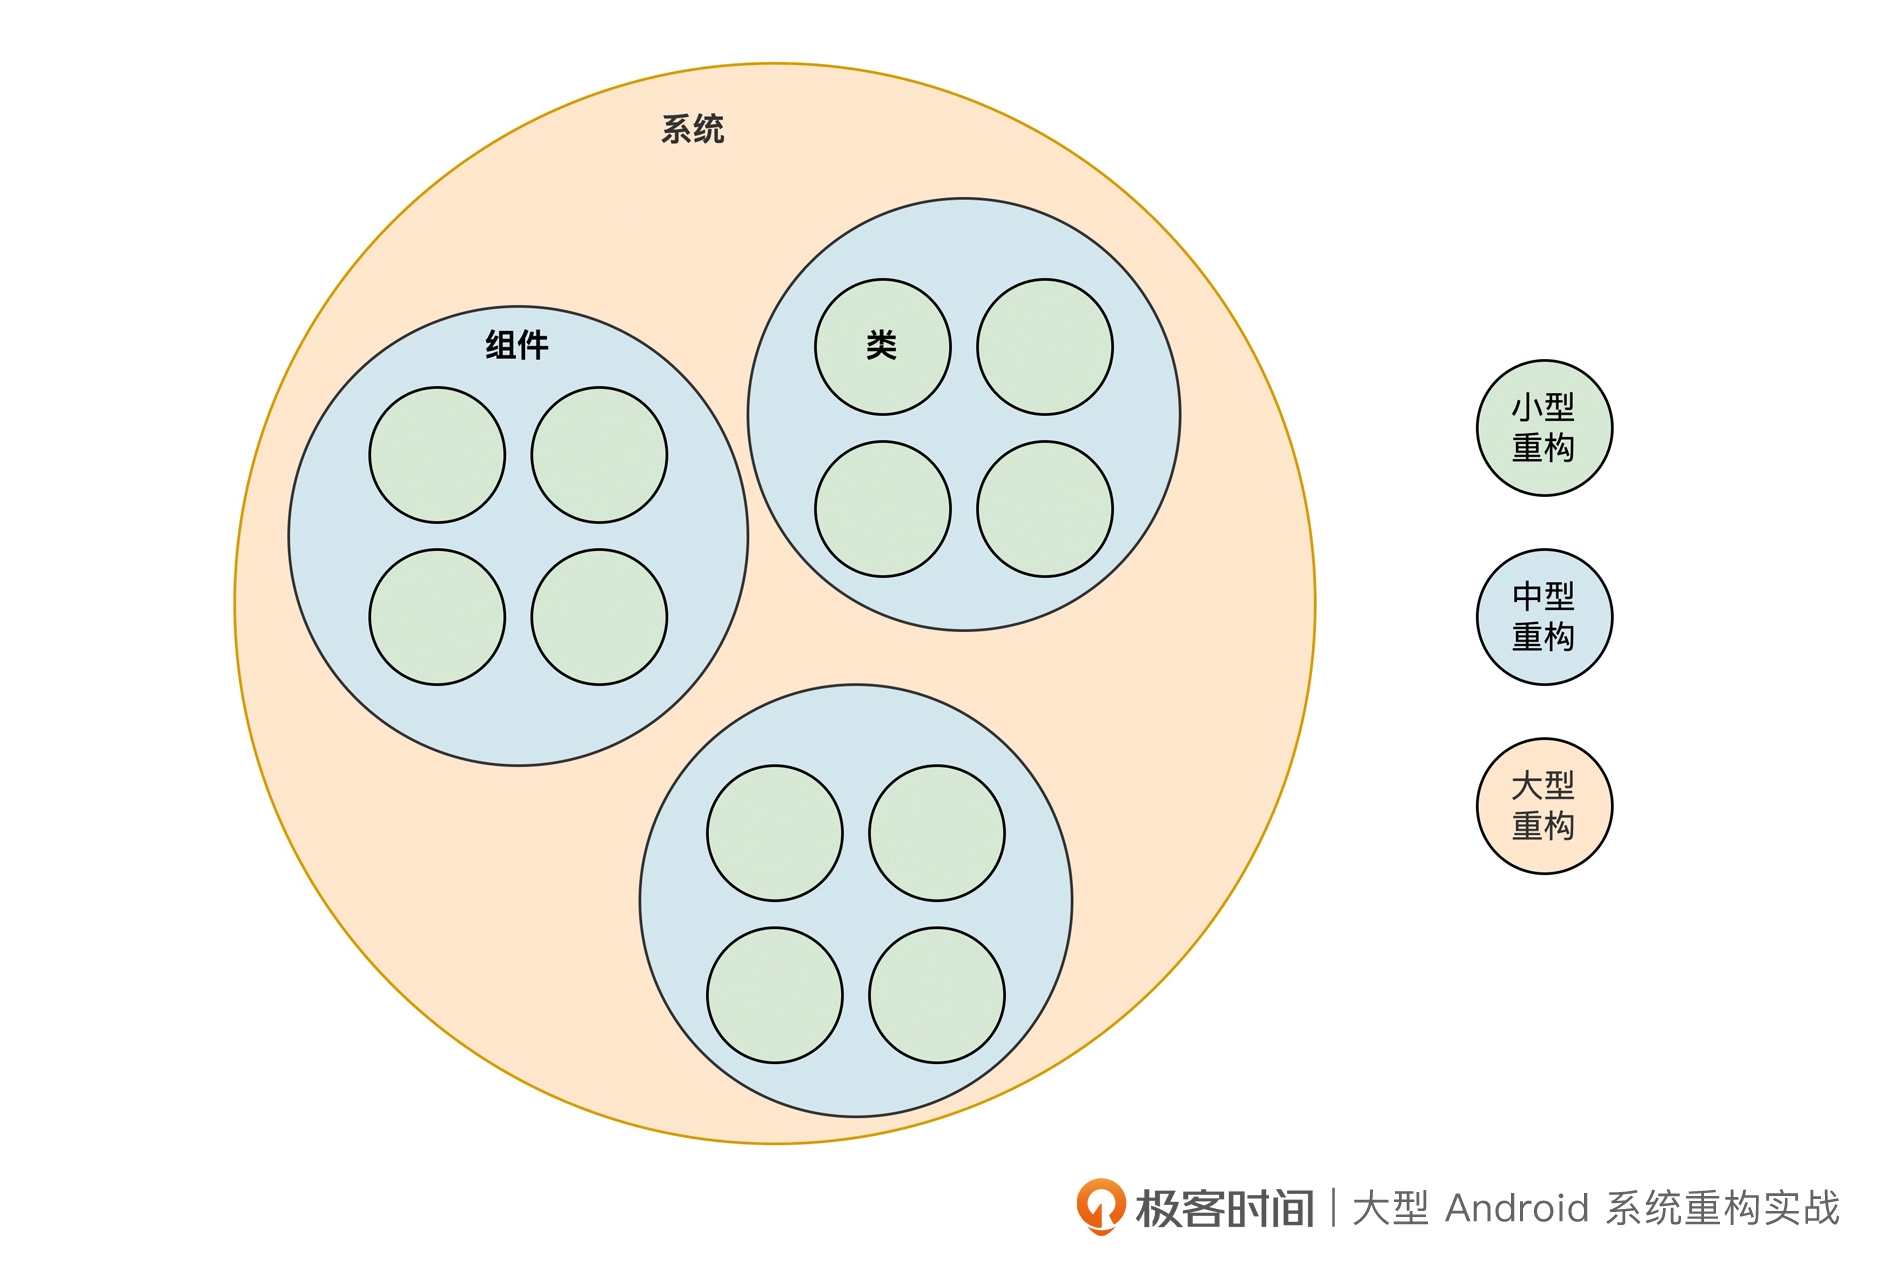 系统
组件
类
小型
重构
中型
重构
大型
重构
极客时间 | 大型 Android 系统重构实战